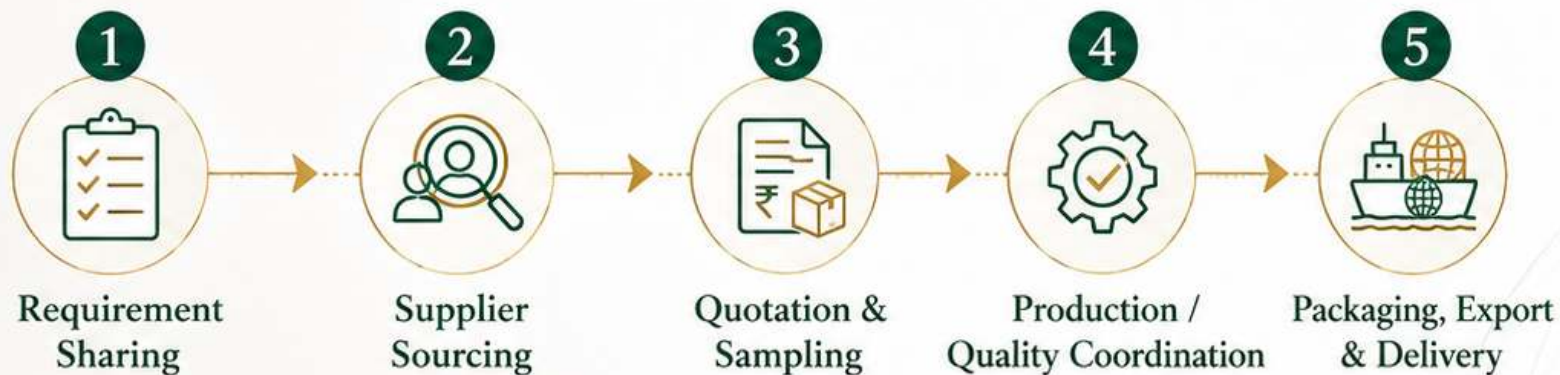 1
Requirement
Sharing
2
Supplier
Sourcing
3
₹
Quotation &
Sampling
4
Production /
Quality Coordination
5
Packaging, Export
& Delivery